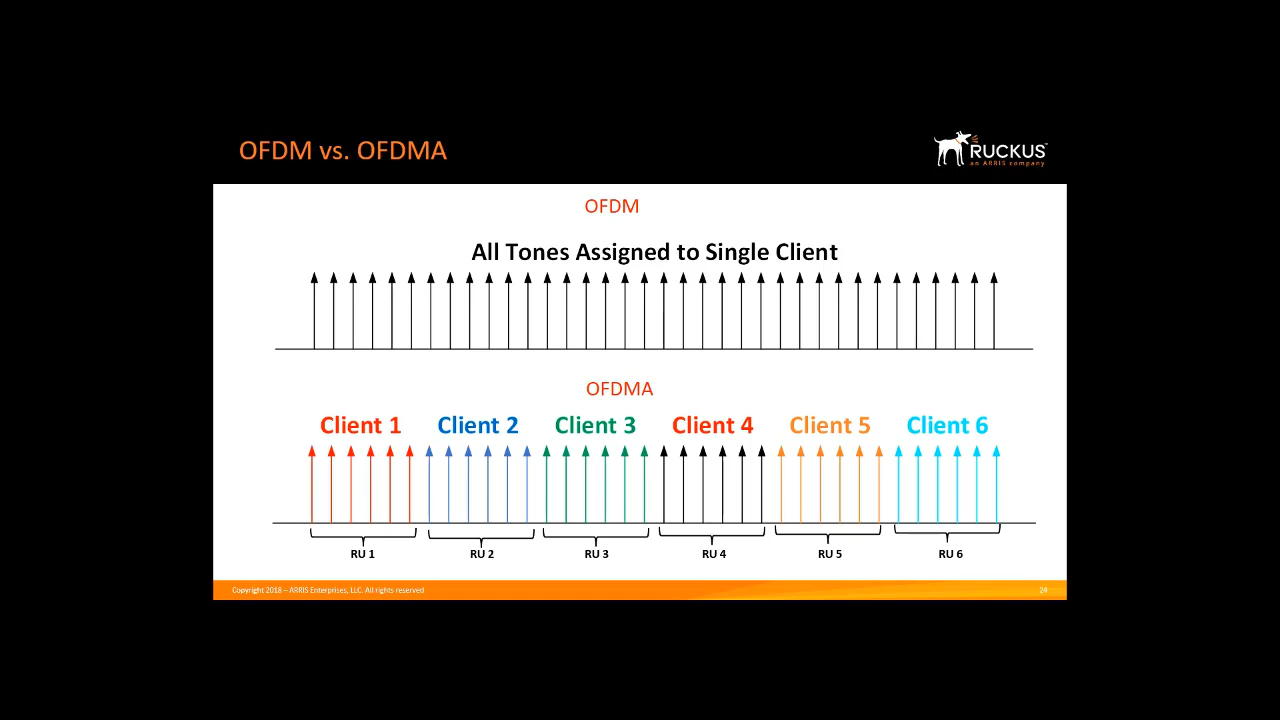 OFDM vs. OFDMA
RUCKUS™
an ARRIS company
OFDM
All Tones Assigned to Single Client
OFDMA
Client 1 Client 2 Client 3 Client 4 Client 5 Client 6
RU 1 RU 2 RU 3 RU 4 RU 5 RU 6
Copyright 2018 – ARRIS Enterprises, LLC. All rights reserved 24